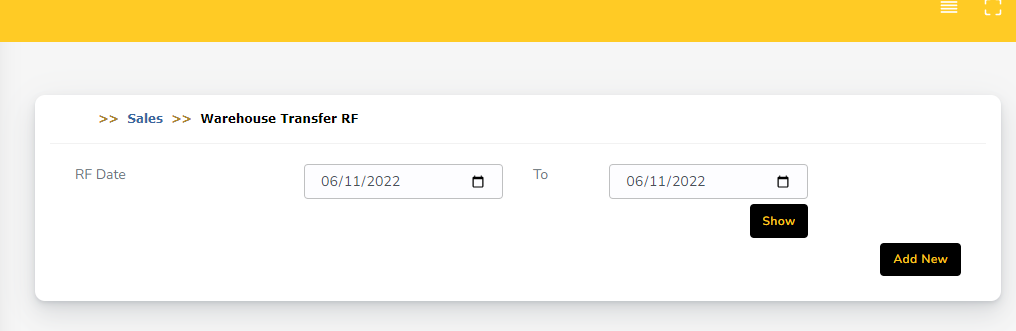 >> Sales >> Warehouse Transfer RF
RF Date 06/11/2022 To 06/11/2022
Show
Add New